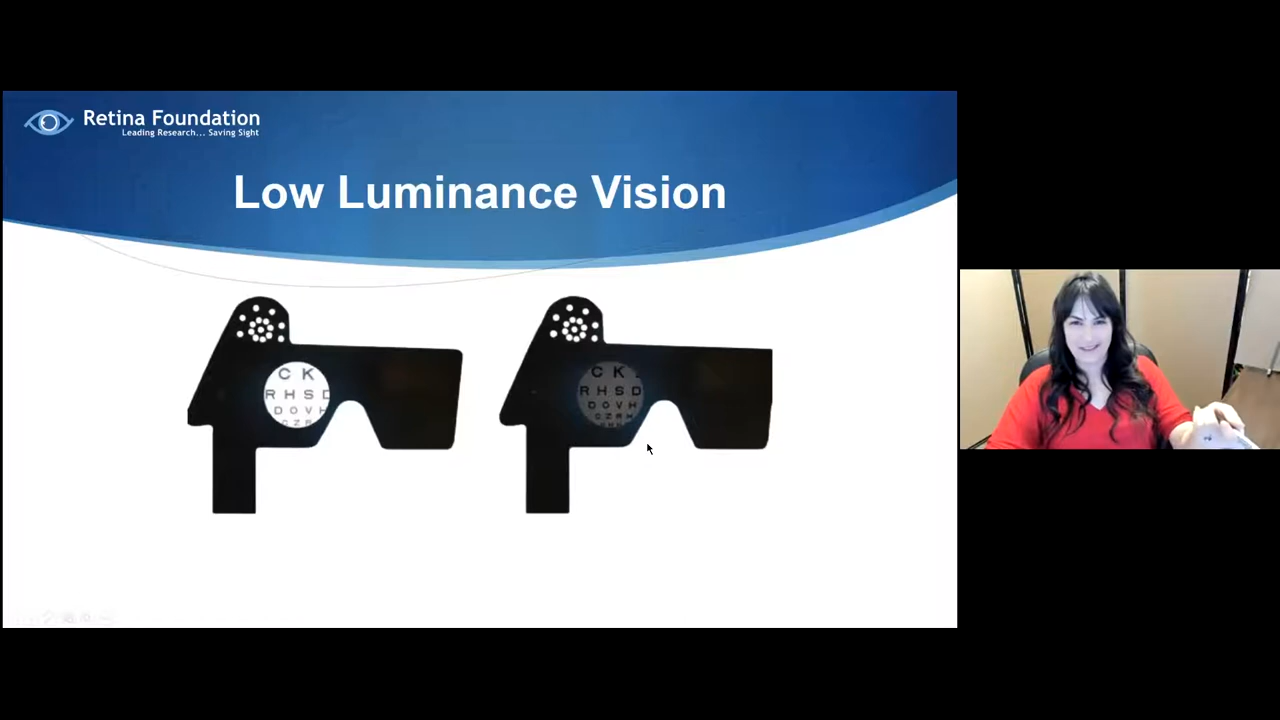 Retina Foundation
Leading Research... Saving Sight
Low Luminance Vision
C K
R H S D
D O V H
C Z R
C K
R H S D
D O V H
C Z R H